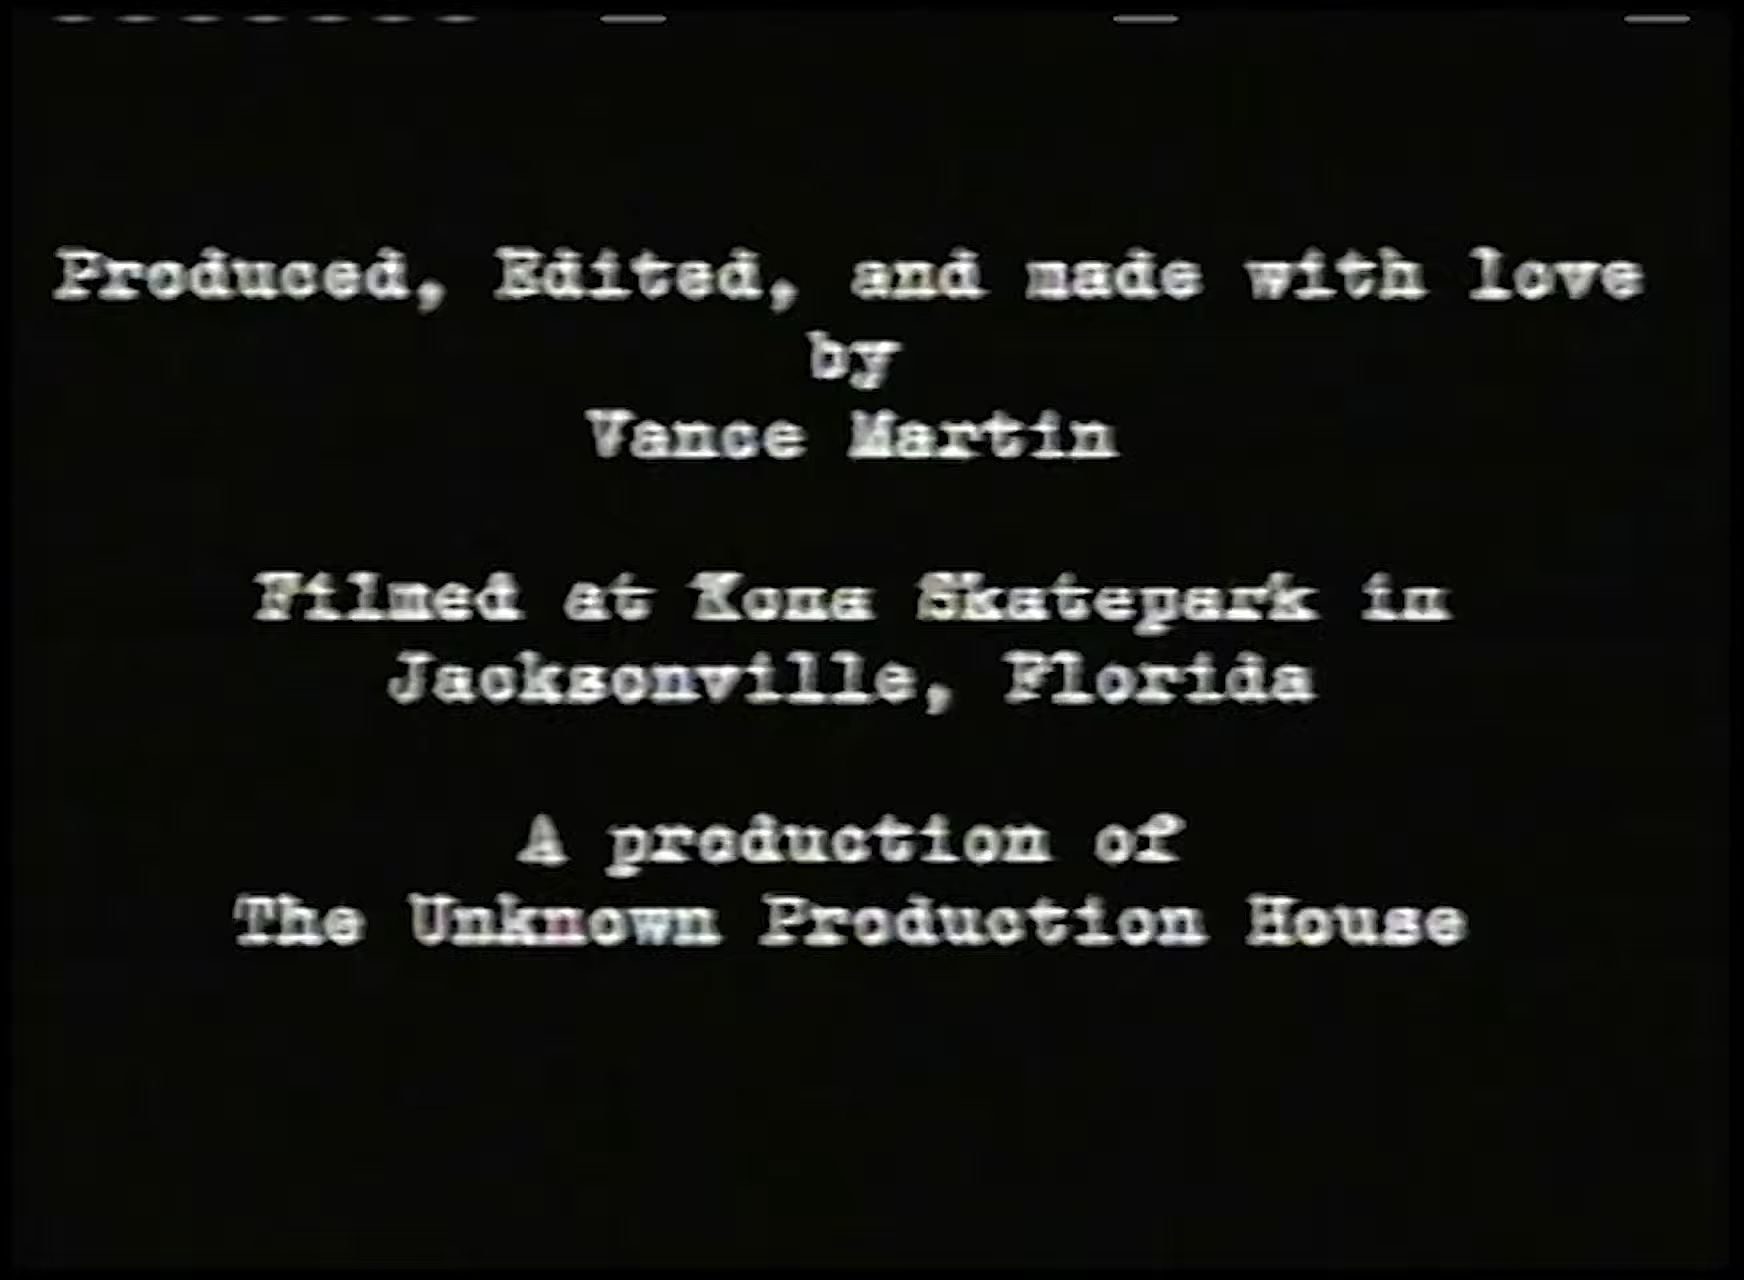 Produced, Edited, and made with love
by
Vance Martin
Filmed at Kona Skatepark in
Jacksonville, Florida
A production of
The Unknown Production House